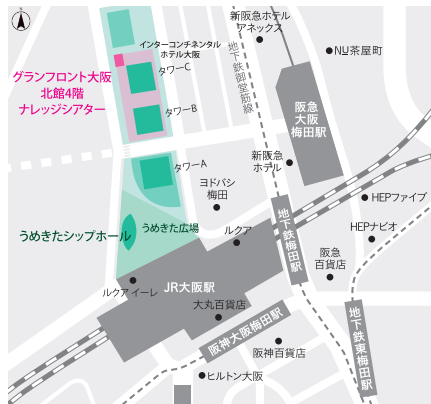 N
新阪急ホテル
アネックス
インターコンチネンタル
ホテル大阪
地下鉄御堂筋線
NU茶屋町
タワーC
グランフロント大阪
北館4階
ナレッジシアター
タワーB
阪急
大阪
梅田駅
タワーA
新阪急
ホテル
ヨドバシ
梅田
HEPファイブ
うめきた広場
うめきたシップホール
ルクア
地下鉄梅田駅
HEPナビオ
阪急
百貨店
JR大阪駅
ルクア イーレ
大丸百貨店
阪神大阪梅田駅
地下鉄東梅田駅
阪神百貨店
ヒルトン大阪